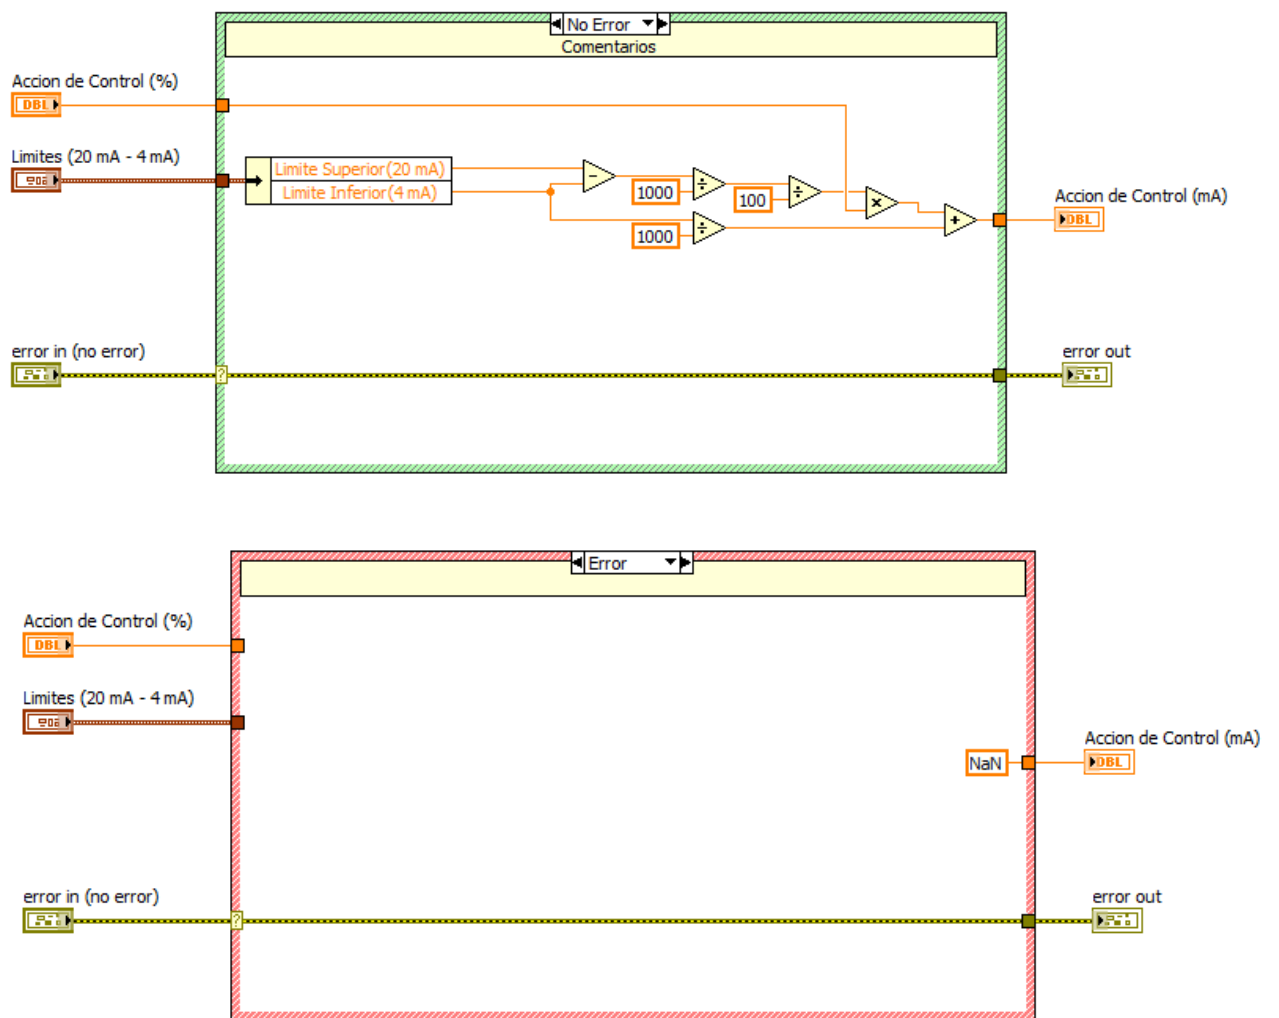 No Error
Comentarios
Accion de Control (%)
DBL
Limites (20 mA - 4 mA)
Limite Superior(20 mA)
Limite Inferior(4 mA)
-
1000
÷
100
÷
×
+
1000
÷
Accion de Control (mA)
DBL
error in (no error)
?
error out
Error
Accion de Control (%)
DBL
Limites (20 mA - 4 mA)
NaN
Accion de Control (mA)
DBL
error in (no error)
?
error out